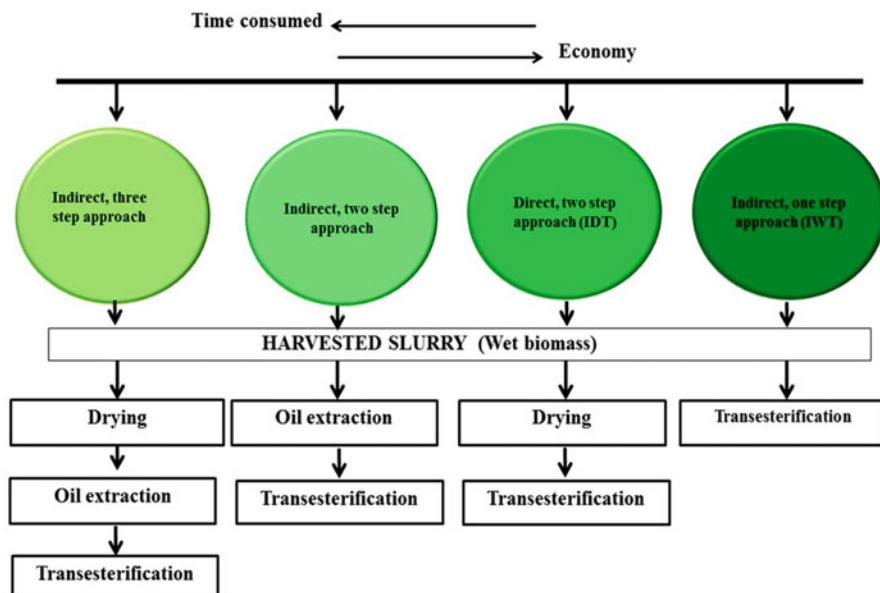 Time consumed
Economy
Indirect, three
step approach
Indirect, two step
approach
Direct, two step
approach (IDT)
Indirect, one step
approach (IWT)
HARVESTED SLURRY (Wet biomass)
Drying
Oil extraction
Transesterification
Oil extraction
Transesterification
Drying
Transesterification
Transesterification